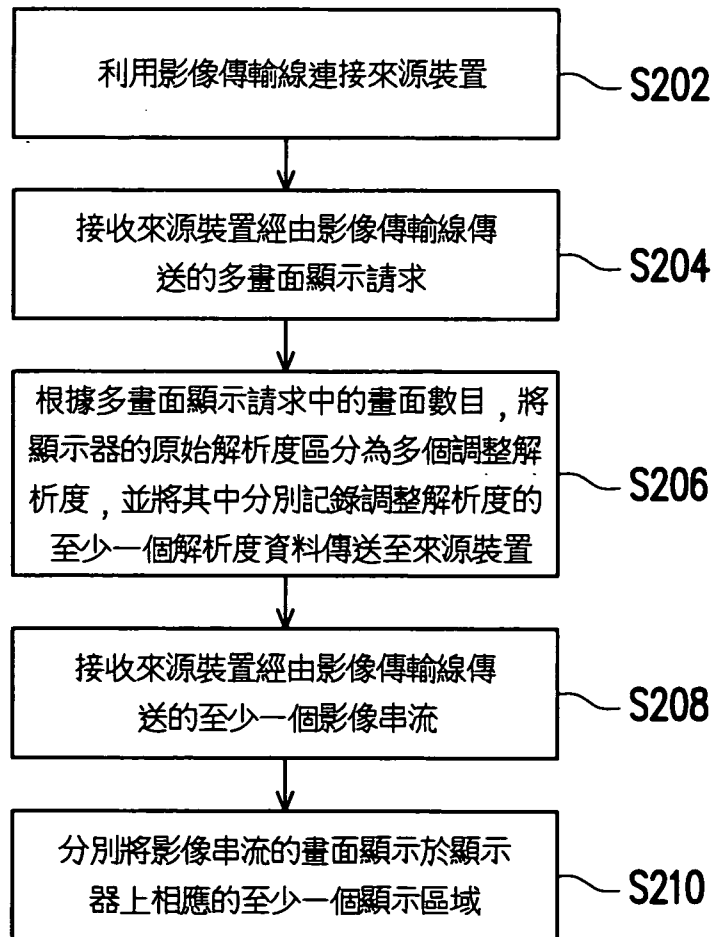 利用影像傳輸線連接來源裝置
S202
接收來源裝置經由影像傳輸線傳
送的多畫面顯示請求
S204
根據多畫面顯示請求中的畫面數目，將
顯示器的原始解析度區分為多個調整解
析度，並將其中分別記錄調整解析度的
至少一個解析度資料傳送至來源裝置
S206
接收來源裝置經由影像傳輸線傳
送的至少一個影像串流
S208
分別將影像串流的畫面顯示於顯示
器上相應的至少一個顯示區域
S210